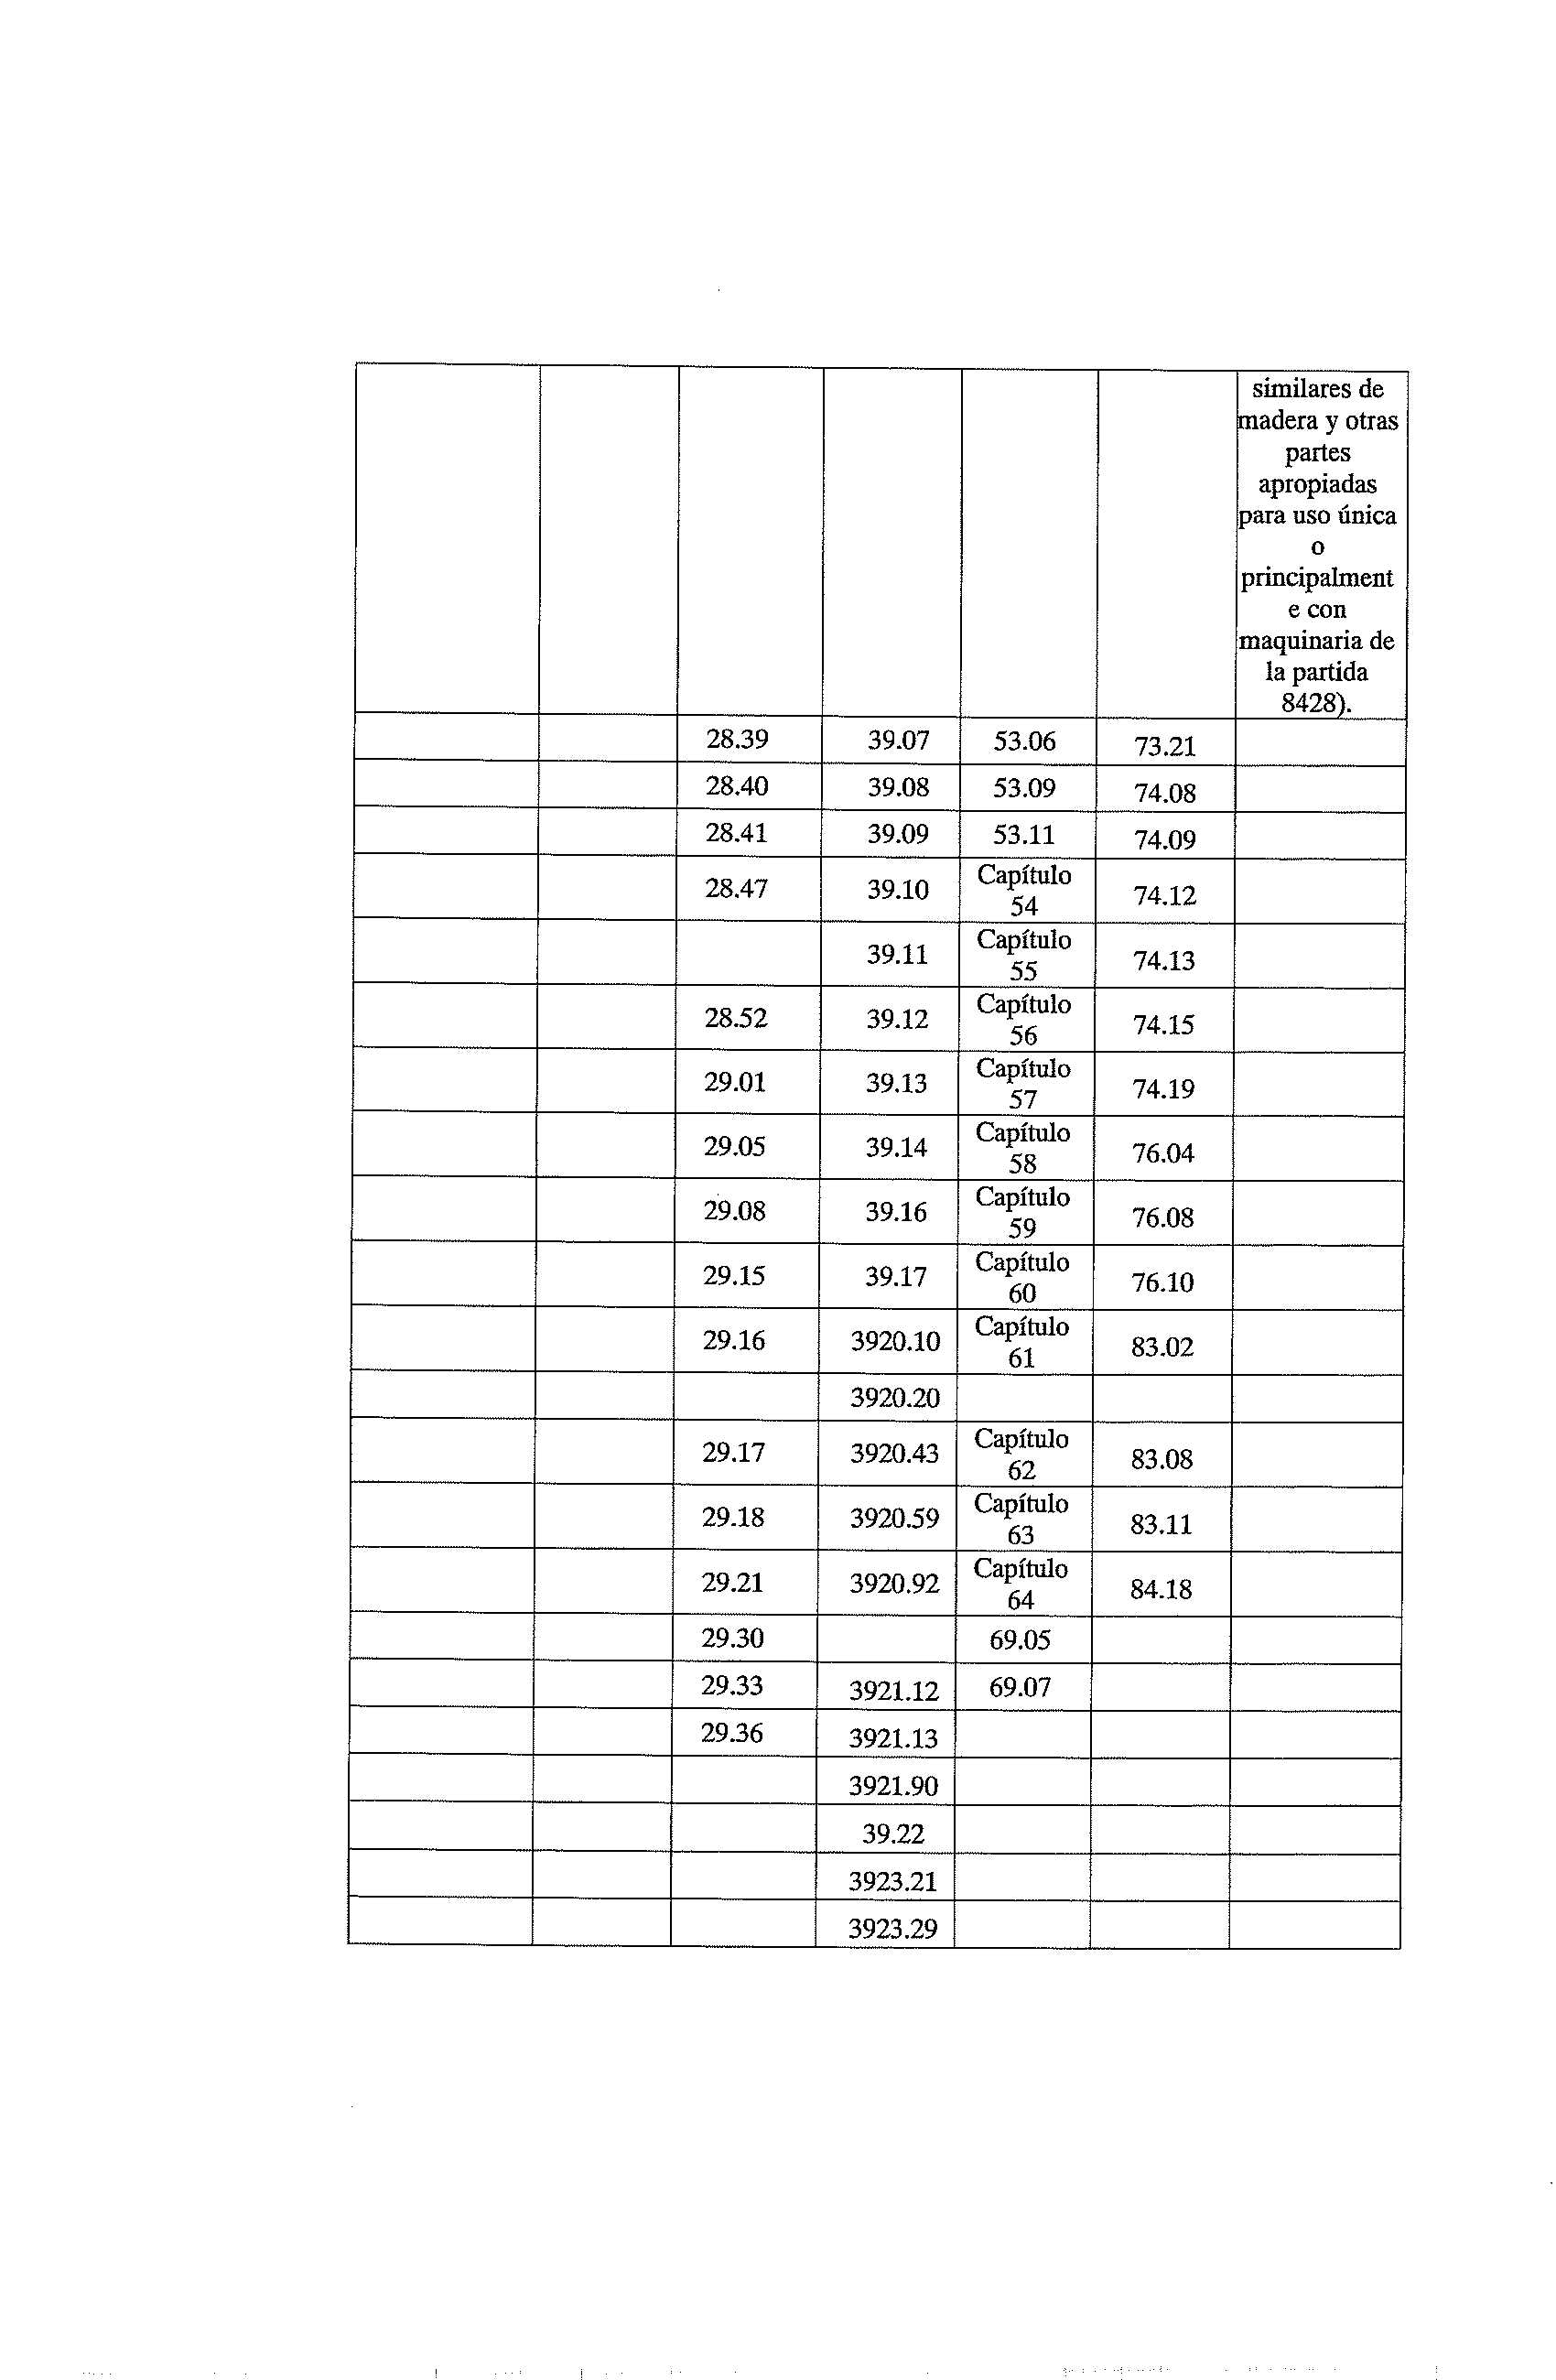 similares de
madera y otras
partes
apropiadas
para uso única
o
principalment
e con
maquinaria de
la partida
8428).
28.39 39.07 53.06 73.21
28.40 39.08 53.09 74.08
28.41 39.09 53.11 74.09
28.47 39.10 Capítulo 54 74.12
39.11 Capítulo 55 74.13
28.52 39.12 Capítulo 56 74.15
29.01 39.13 Capítulo 57 74.19
29.05 39.14 Capítulo 58 76.04
29.08 39.16 Capítulo 59 76.08
29.15 39.17 Capítulo 60 76.10
29.16 3920.10 Capítulo 61 83.02
3920.20
29.17 3920.43 Capítulo 62 83.08
29.18 3920.59 Capítulo 63 83.11
29.21 3920.92 Capítulo 64 84.18
29.30 69.05
29.33 3921.12 69.07
29.36 3921.13
3921.90
39.22
3923.21
3923.29